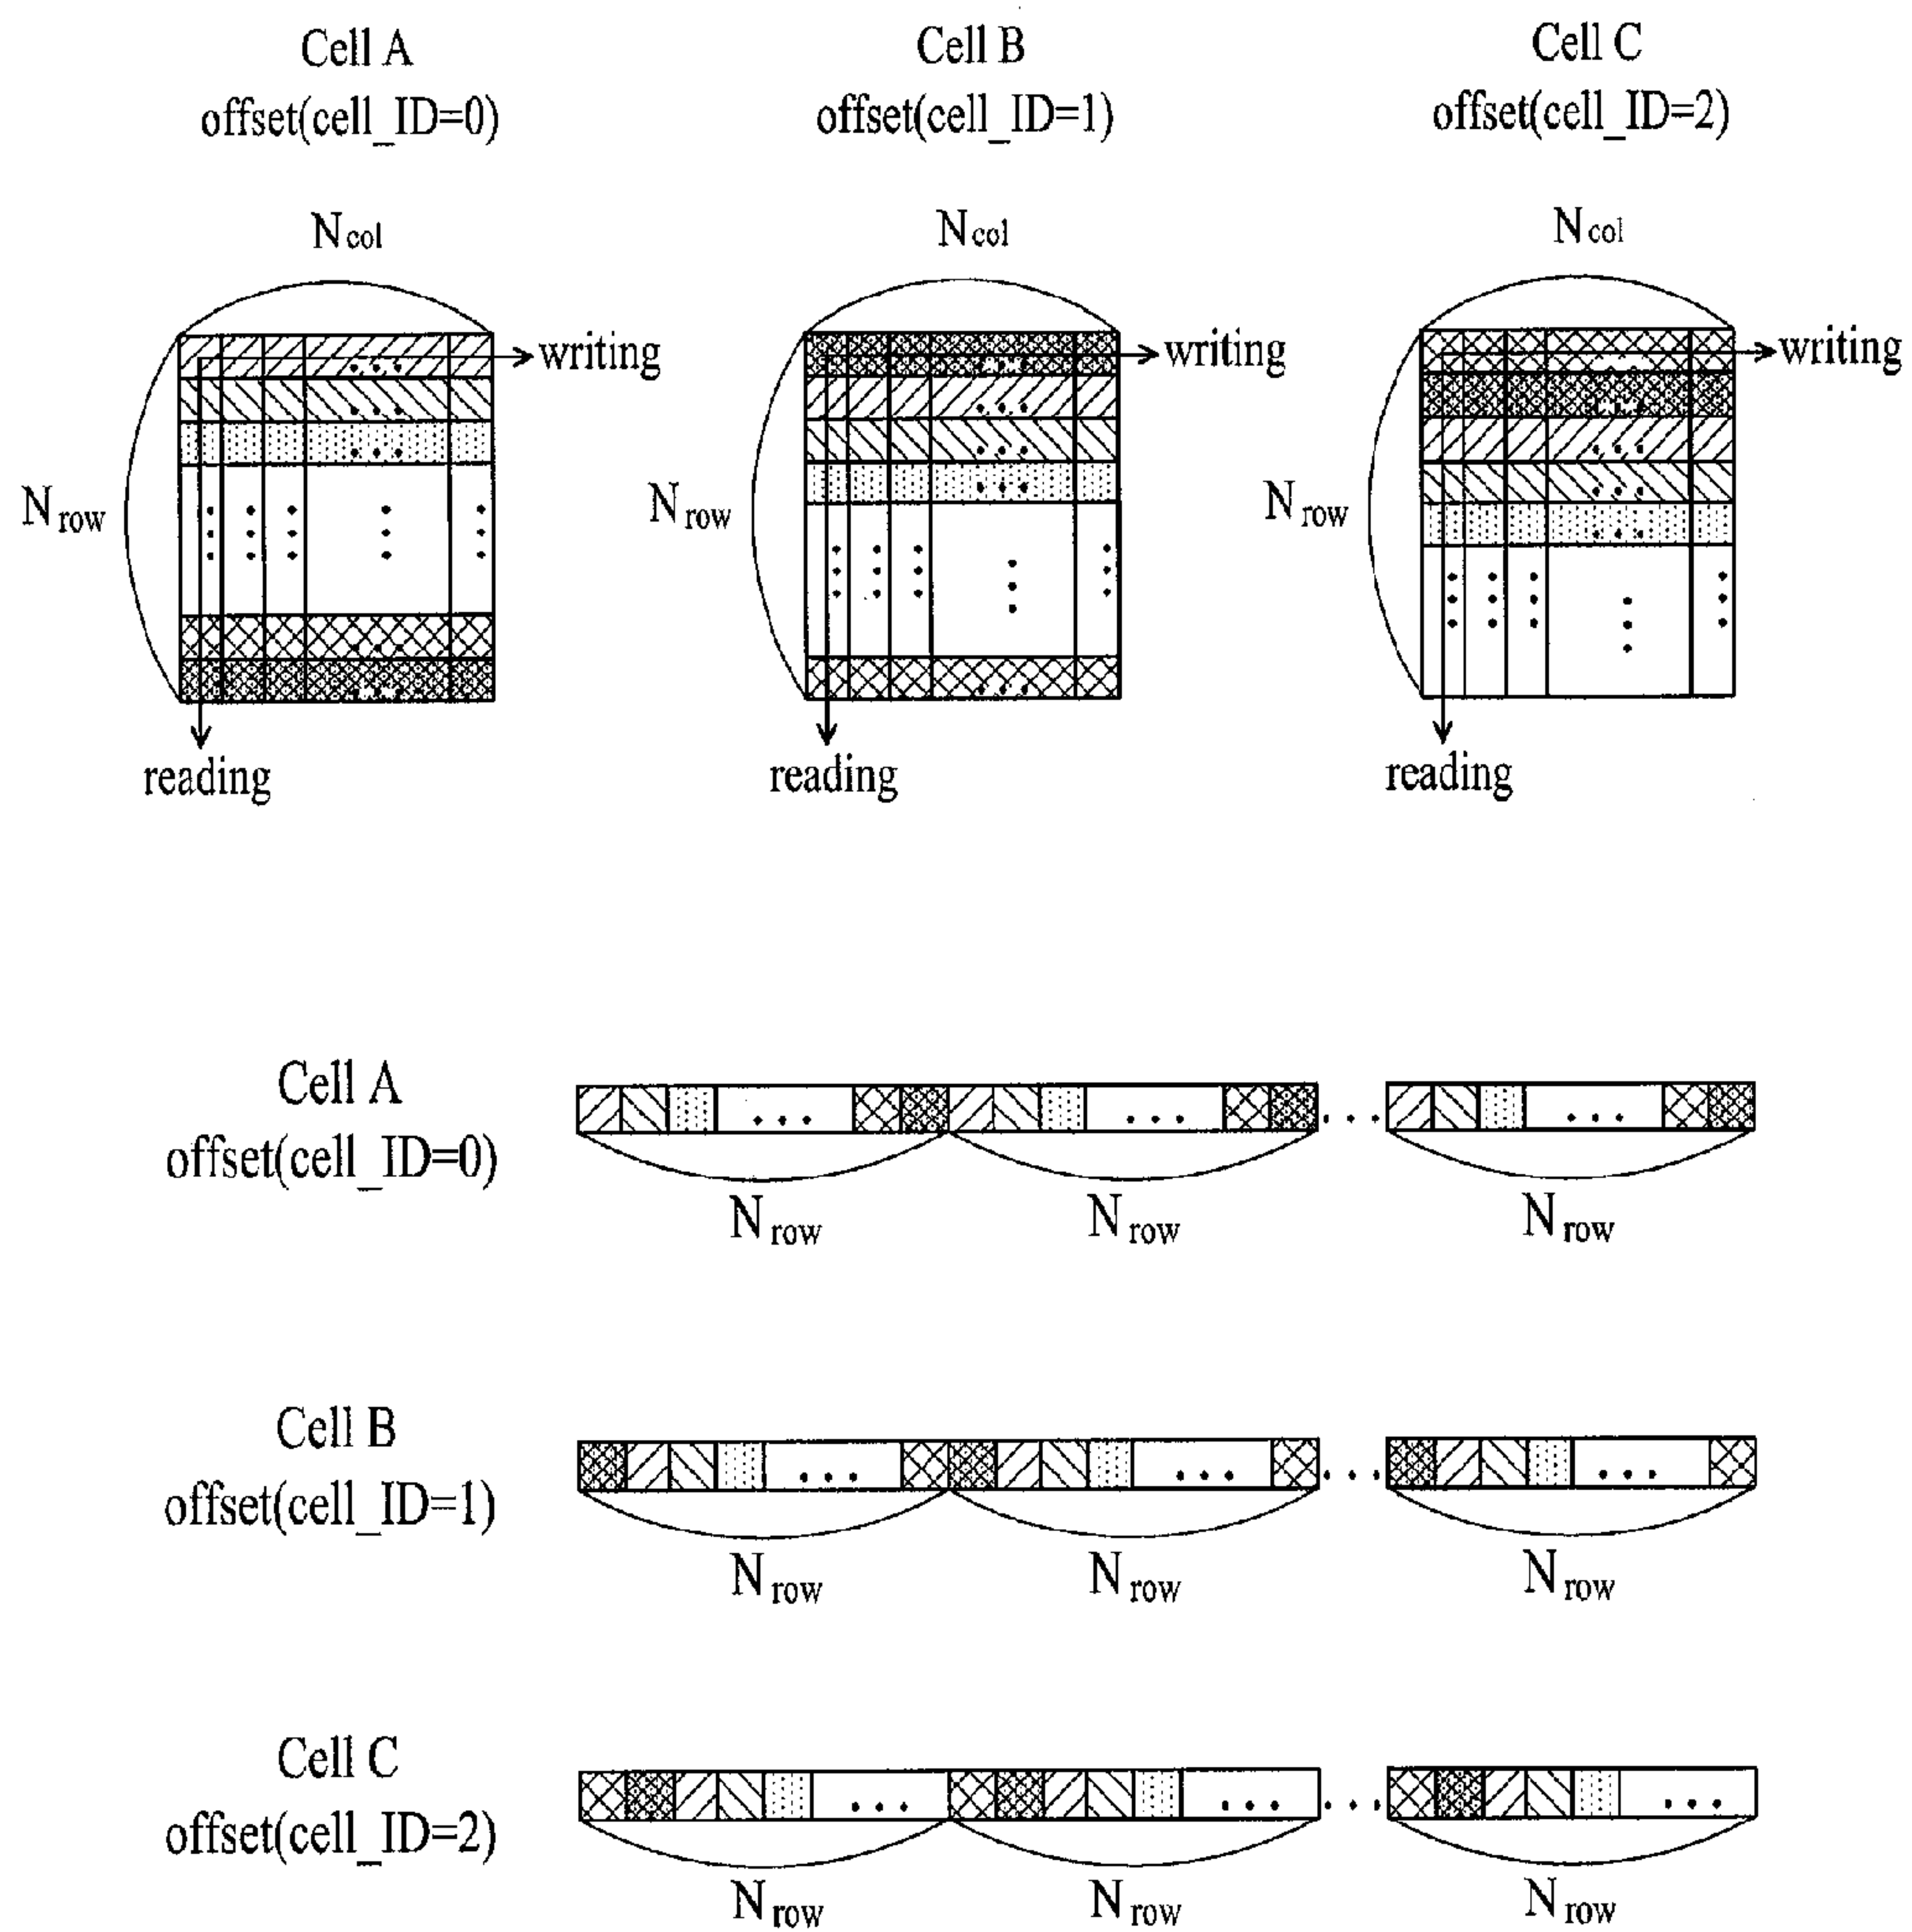 Cell A
offset(cell_ID=0)
Cell B
offset(cell_ID=1)
Cell C
offset(cell_ID=2)
Ncol
Ncol
Ncol
writing
writing
writing
Nrow
Nrow
Nrow
reading
reading
reading
Cell A
offset(cell_ID=0)
Nrow
Nrow
Nrow
Cell B
offset(cell_ID=1)
Nrow
Nrow
Nrow
Cell C
offset(cell_ID=2)
Nrow
Nrow
Nrow